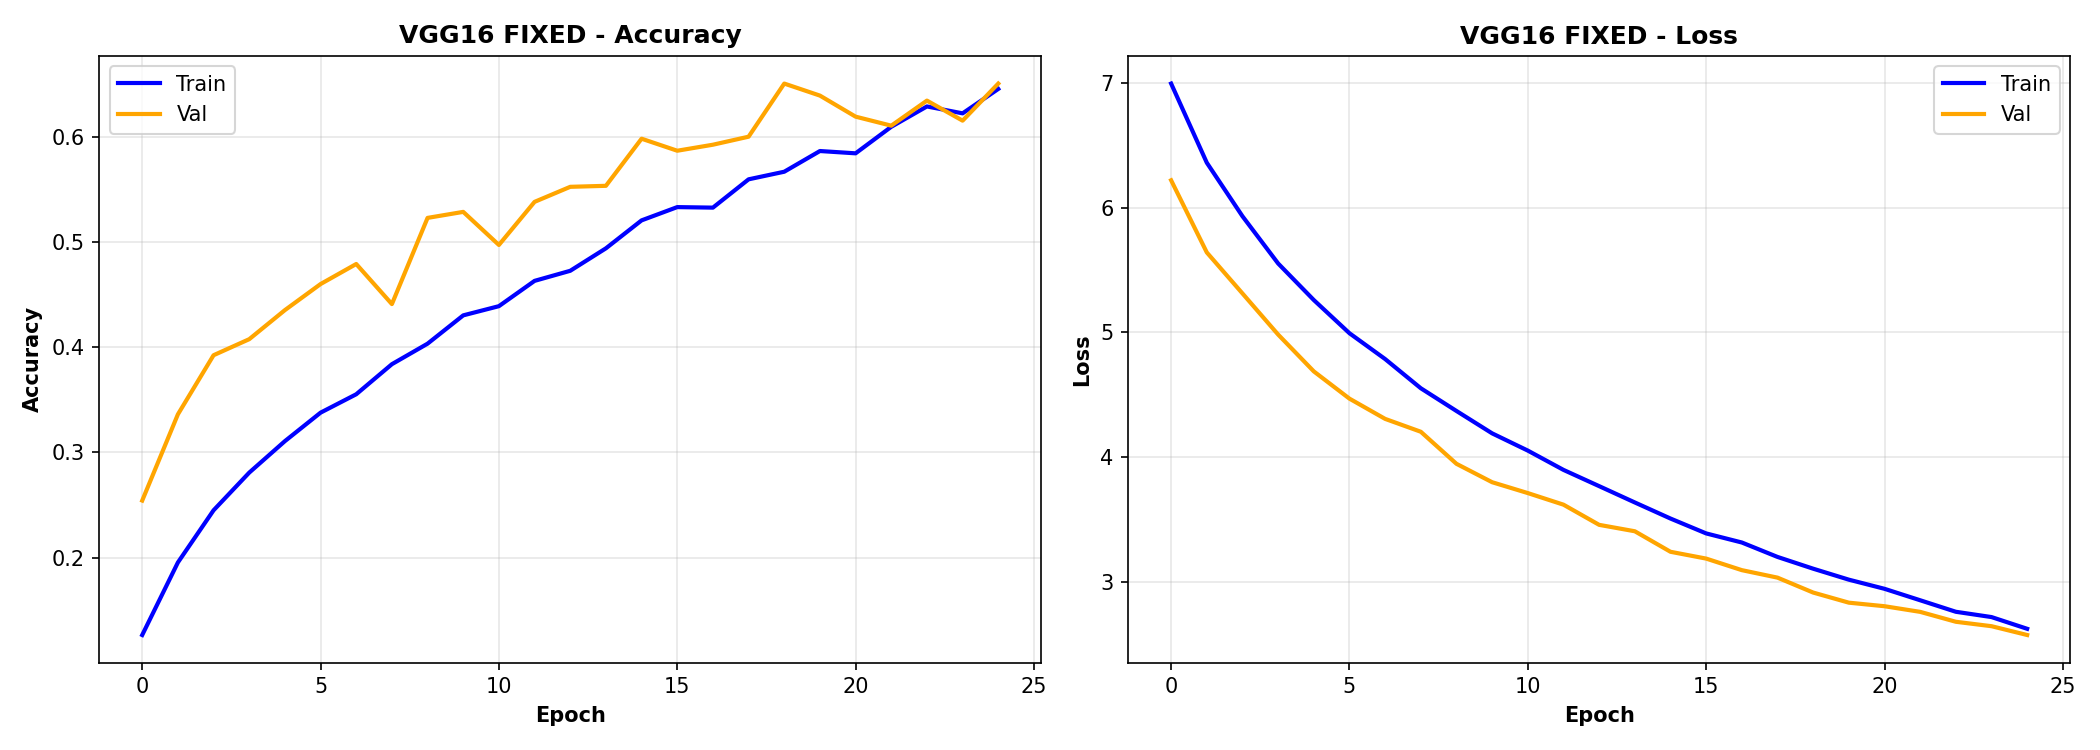 VGG16 FIXED - Accuracy
Train
Val
0.6
0.5
0.4
0.3
0.2
Accuracy
0 5 10 15 20 25
Epoch
VGG16 FIXED - Loss
Train
Val
7
6
5
4
3
Loss
0 5 10 15 20 25
Epoch